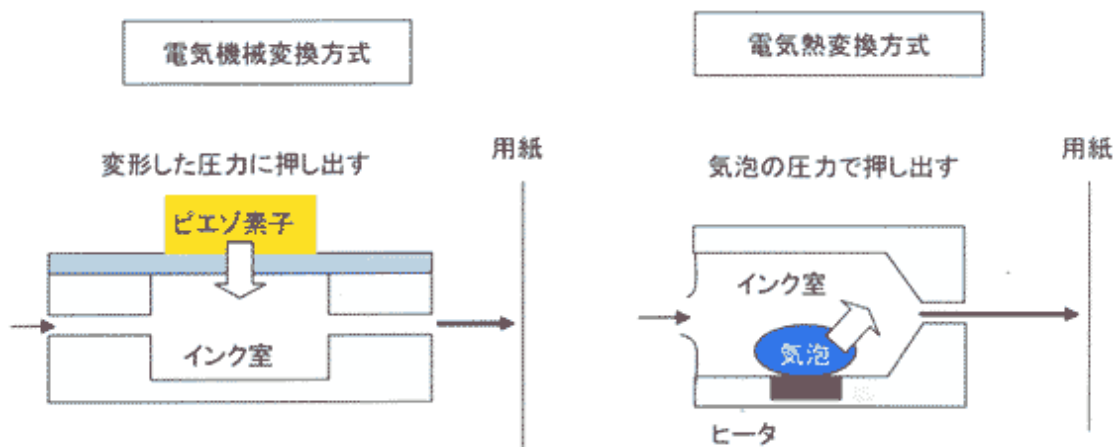 電気機械変換方式
電気熱変換方式
変形した圧力に押し出す
用紙
ピエゾ素子
インク室
気泡の圧力で押し出す
用紙
インク室
気泡
ヒータ